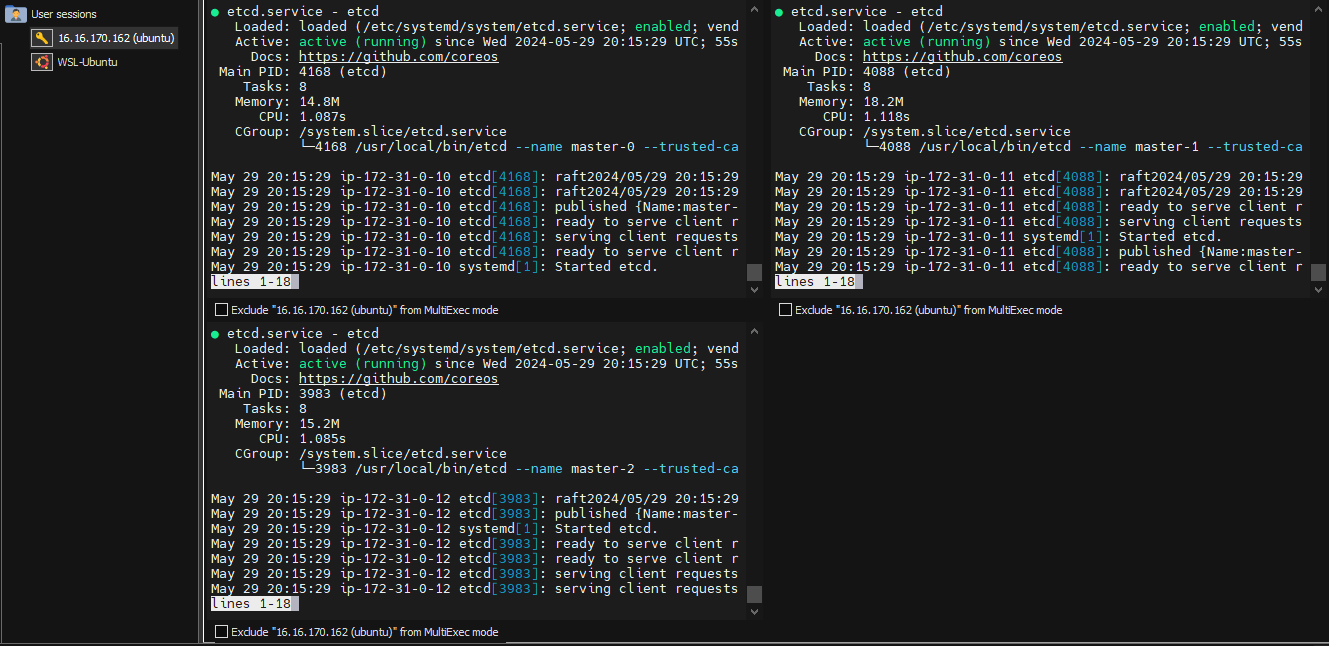 User sessions
16.16.170.162 (ubuntu)
WSL-Ubuntu
● etcd.service - etcd
Loaded: loaded (/etc/systemd/system/etcd.service; enabled; vend
Active: active (running) since Wed 2024-05-29 20:15:29 UTC; 55s
Docs: https://github.com/coreos
Main PID: 4168 (etcd)
Tasks: 8
Memory: 14.8M
CPU: 1.087s
CGroup: /system.slice/etcd.service
└─4168 /usr/local/bin/etcd --name master-0 --trusted-ca
May 29 20:15:29 ip-172-31-0-10 etcd[4168]: raft2024/05/29 20:15:29
May 29 20:15:29 ip-172-31-0-10 etcd[4168]: raft2024/05/29 20:15:29
May 29 20:15:29 ip-172-31-0-10 etcd[4168]: published {Name:master-
May 29 20:15:29 ip-172-31-0-10 etcd[4168]: ready to serve client r
May 29 20:15:29 ip-172-31-0-10 etcd[4168]: serving client requests
May 29 20:15:29 ip-172-31-0-10 etcd[4168]: ready to serve client r
May 29 20:15:29 ip-172-31-0-10 systemd[1]: Started etcd.
lines 1-18
Exclude "16.16.170.162 (ubuntu)" from MultiExec mode
● etcd.service - etcd
Loaded: loaded (/etc/systemd/system/etcd.service; enabled; vend
Active: active (running) since Wed 2024-05-29 20:15:29 UTC; 55s
Docs: https://github.com/coreos
Main PID: 4088 (etcd)
Tasks: 8
Memory: 18.2M
CPU: 1.118s
CGroup: /system.slice/etcd.service
└─4088 /usr/local/bin/etcd --name master-1 --trusted-ca
May 29 20:15:29 ip-172-31-0-11 etcd[4088]: raft2024/05/29 20:15:29
May 29 20:15:29 ip-172-31-0-11 etcd[4088]: raft2024/05/29 20:15:29
May 29 20:15:29 ip-172-31-0-11 etcd[4088]: ready to serve client r
May 29 20:15:29 ip-172-31-0-11 etcd[4088]: serving client requests
May 29 20:15:29 ip-172-31-0-11 systemd[1]: Started etcd.
May 29 20:15:29 ip-172-31-0-11 etcd[4088]: published {Name:master-
May 29 20:15:29 ip-172-31-0-11 etcd[4088]: ready to serve client r
lines 1-18
Exclude "16.16.170.162 (ubuntu)" from MultiExec mode
● etcd.service - etcd
Loaded: loaded (/etc/systemd/system/etcd.service; enabled; vend
Active: active (running) since Wed 2024-05-29 20:15:29 UTC; 55s
Docs: https://github.com/coreos
Main PID: 3983 (etcd)
Tasks: 8
Memory: 15.2M
CPU: 1.085s
CGroup: /system.slice/etcd.service
└─3983 /usr/local/bin/etcd --name master-2 --trusted-ca
May 29 20:15:29 ip-172-31-0-12 etcd[3983]: raft2024/05/29 20:15:29
May 29 20:15:29 ip-172-31-0-12 etcd[3983]: published {Name:master-
May 29 20:15:29 ip-172-31-0-12 systemd[1]: Started etcd.
May 29 20:15:29 ip-172-31-0-12 etcd[3983]: ready to serve client r
May 29 20:15:29 ip-172-31-0-12 etcd[3983]: ready to serve client r
May 29 20:15:29 ip-172-31-0-12 etcd[3983]: serving client requests
May 29 20:15:29 ip-172-31-0-12 etcd[3983]: serving client requests
lines 1-18
Exclude "16.16.170.162 (ubuntu)" from MultiExec mode